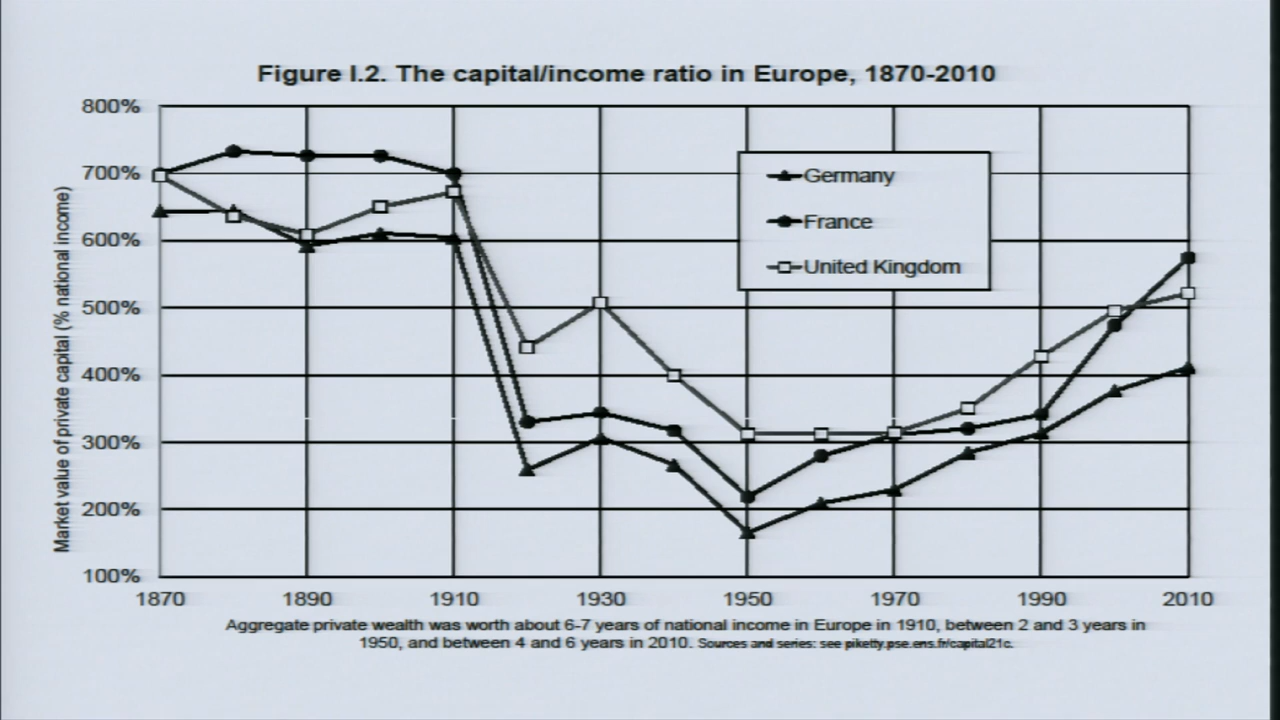 Figure I.2. The capital/income ratio in Europe, 1870-2010
800%
700%
600%
500%
400%
300%
200%
100%
Market value of private capital (% national income)
Germany
France
United Kingdom
1870 1890 1910 1930 1950 1970 1990 2010
Aggregate private wealth was worth about 6-7 years of national income in Europe in 1910, between 2 and 3 years in
1950, and between 4 and 6 years in 2010. Sources and series: see piketty.pse.ens.fr/capital21c.